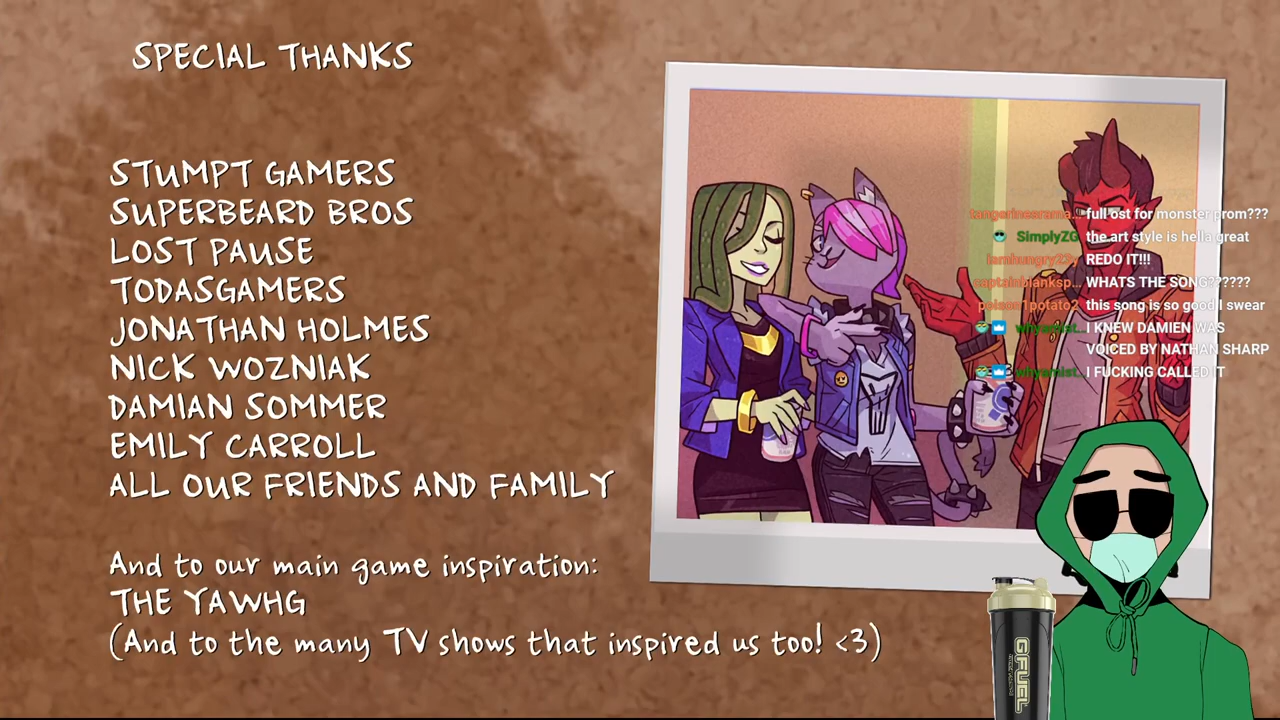 SPECIAL THANKS
STUMPT GAMERS
SUPERBEARD BROS
LOST PAUSE
TODASGAMERS
JONATHAN HOLMES
NICK WOZNIAK
DAMIAN SOMMER
EMILY CARROLL
ALL OUR FRIENDS AND FAMILY
And to our main game inspiration:
THE YAWHG
(And to the many TV shows that inspired us too! <3)
full ost for monster prom???
SimplyZG the art style is hella great
REDO IT!!!
WHATS THE SONG??????
this song is so good I swear
I KNEW DAMIEN WAS
VOICED BY NATHAN SHARP
I FUCKING CALLED IT
GFUEL